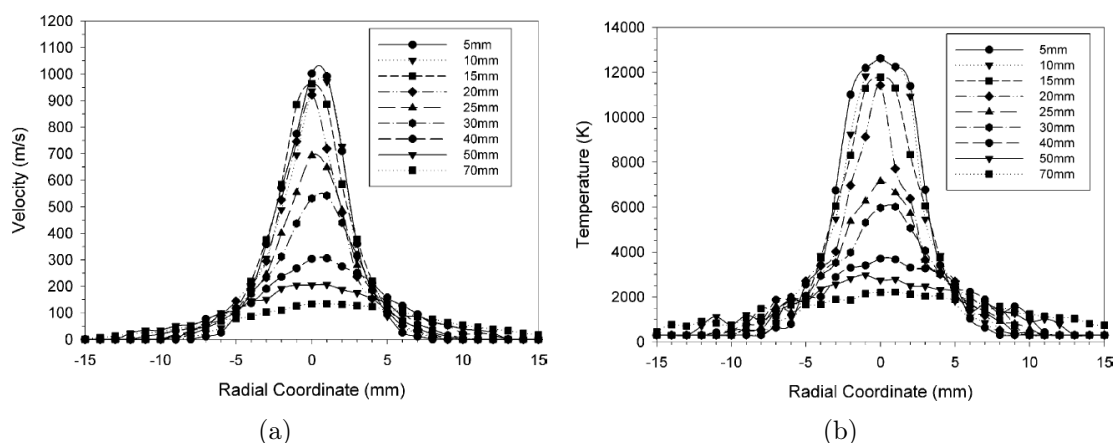 1200
1100
1000
900
800
700
600
500
400
300
200
100
0
Velocity (m/s)
5mm
10mm
15mm
20mm
25mm
30mm
40mm
50mm
70mm
-15 -10 -5 0 5 10 15
Radial Coordinate (mm)
(a)
14000
12000
10000
8000
6000
4000
2000
0
Temperature (K)
5mm
10mm
15mm
20mm
25mm
30mm
40mm
50mm
70mm
-15 -10 -5 0 5 10 15
Radial Coordinate (mm)
(b)